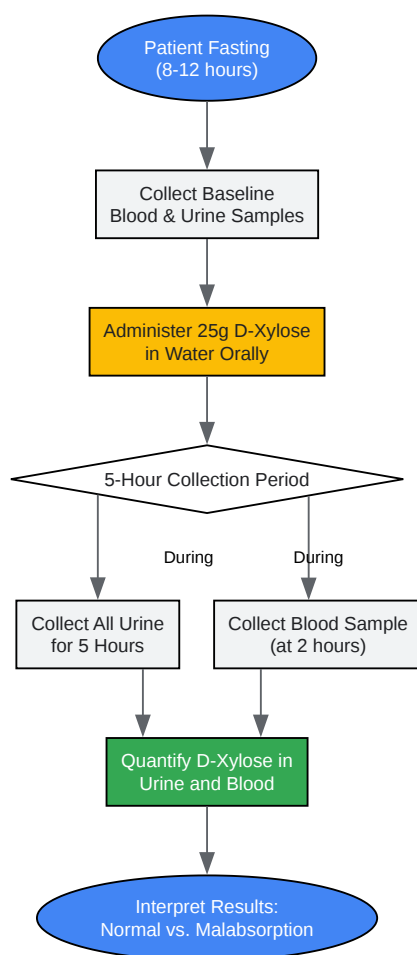 Patient Fasting
(8-12 hours)
Collect Baseline
Blood & Urine Samples
Administer 25g D-Xylose
in Water Orally
5-Hour Collection Period
During
During
Collect All Urine
for 5 Hours
Collect Blood Sample
(at 2 hours)
Quantify D-Xylose in
Urine and Blood
Interpret Results:
Normal vs. Malabsorption